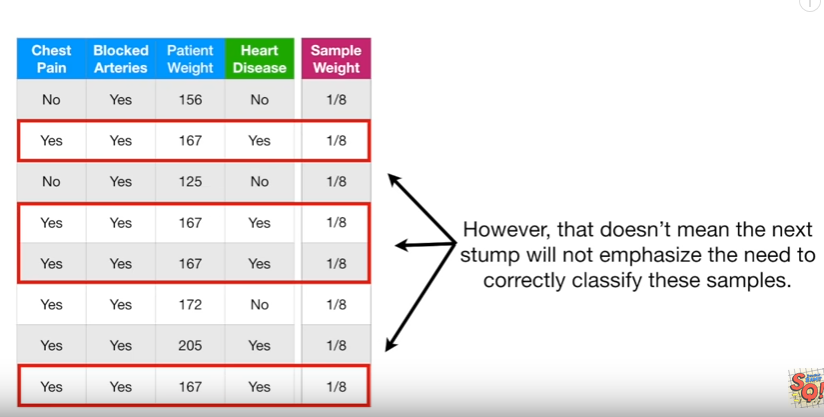 Chest Pain Blocked Arteries Patient Weight Heart Disease Sample Weight
No Yes 156 No 1/8
Yes Yes 167 Yes 1/8
No Yes 125 No 1/8
Yes Yes 167 Yes 1/8
Yes Yes 167 Yes 1/8
Yes Yes 172 No 1/8
Yes Yes 205 Yes 1/8
Yes Yes 167 Yes 1/8
However, that doesn’t mean the next
stump will not emphasize the need to
correctly classify these samples.
SQ!